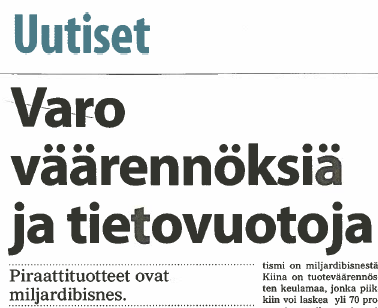 Uutiset
Varo
väärennöksiä
ja tietovuotoja
Piraattituotteet ovat
miljardibisnes.
tismi on miljardibisnestä
Kiina on tuoteväärennös
ten keulamaa, jonka piik
kiin voi laskea yli 70 pro